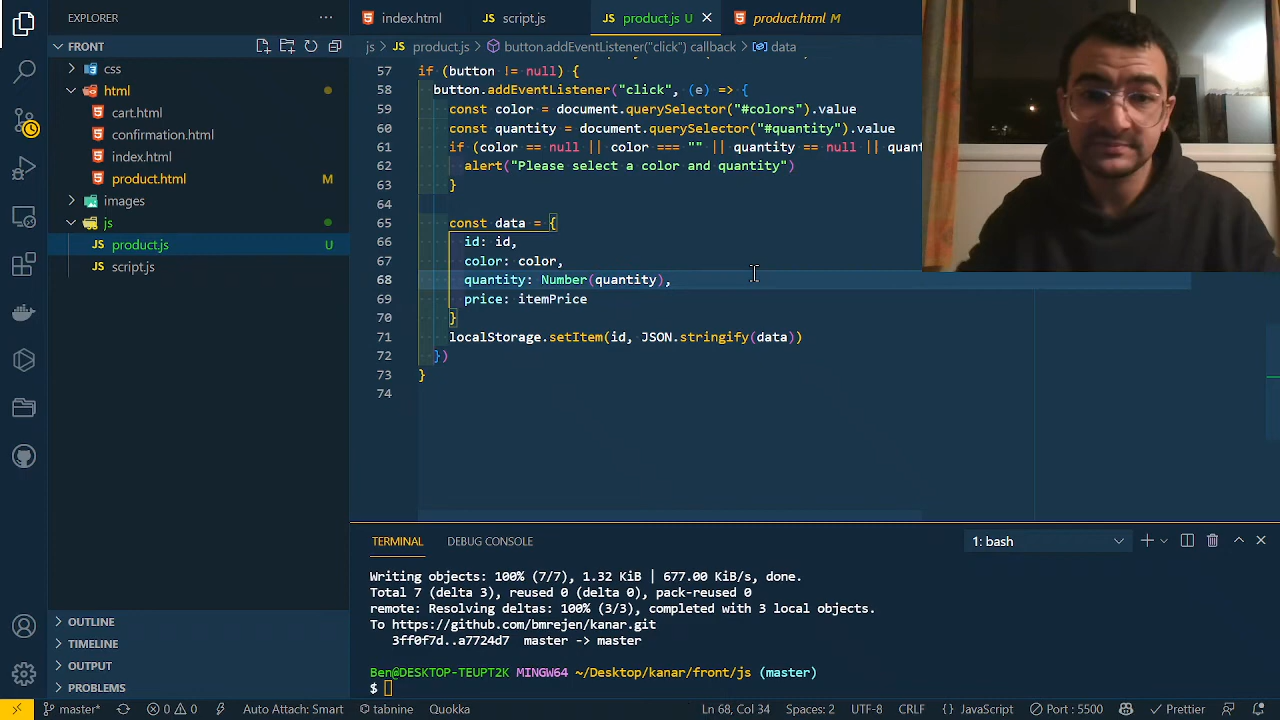 EXPLORER
FRONT
css
html
cart.html
confirmation.html
index.html
product.html M
images
js
product.js U
script.js
OUTLINE
TIMELINE
OUTPUT
PROBLEMS
index.html script.js product.js U product.html M
js > product.js > button.addEventListener("click") callback > data
57 if (button != null) {
58 button.addEventListener("click", (e) => {
59 const color = document.querySelector("#colors").value
60 const quantity = document.querySelector("#quantity").value
61 if (color == null || color === "" || quantity == null || quant
62 alert("Please select a color and quantity")
63 }
64
65 const data = {
66 id: id,
67 color: color,
68 quantity: Number(quantity),
69 price: itemPrice
70 }
71 localStorage.setItem(id, JSON.stringify(data))
72 })
73 }
74
TERMINAL DEBUG CONSOLE 1: bash
Writing objects: 100% (7/7), 1.32 KiB | 677.00 KiB/s, done.
Total 7 (delta 3), reused 0 (delta 0), pack-reused 0
remote: Resolving deltas: 100% (3/3), completed with 3 local objects.
To https://github.com/bmrejen/kanar.git
3ff0f7d..a7724d7 master -> master
Ben@DESKTOP-TEUPT2K MINGW64 ~/Desktop/kanar/front/js (master)
$
master* 0 0 Auto Attach: Smart tabnine Quokka Ln 68, Col 34 Spaces: 2 UTF-8 CRLF {} JavaScript Port : 5500 Prettier